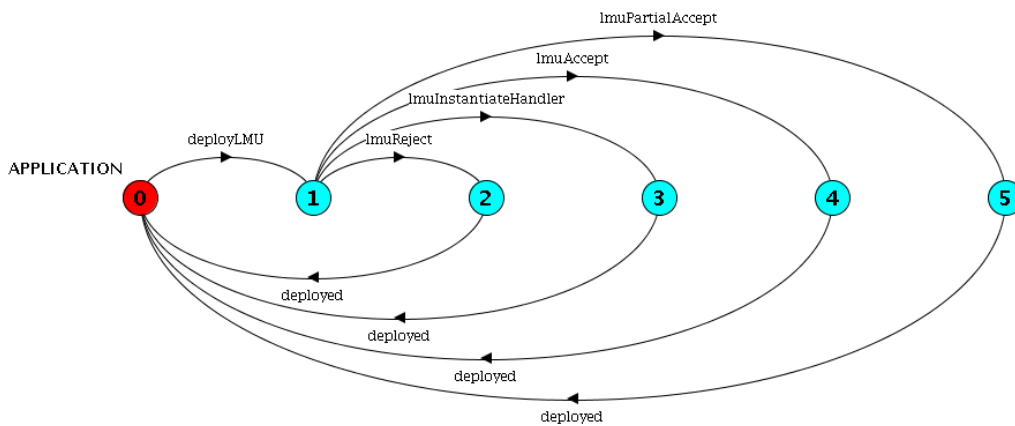 lmuPartialAccept
lmuAccept
lmuInstantiateHandler
deployLMU
lmuReject
APPLICATION
0
1
2
3
4
5
deployed
deployed
deployed
deployed